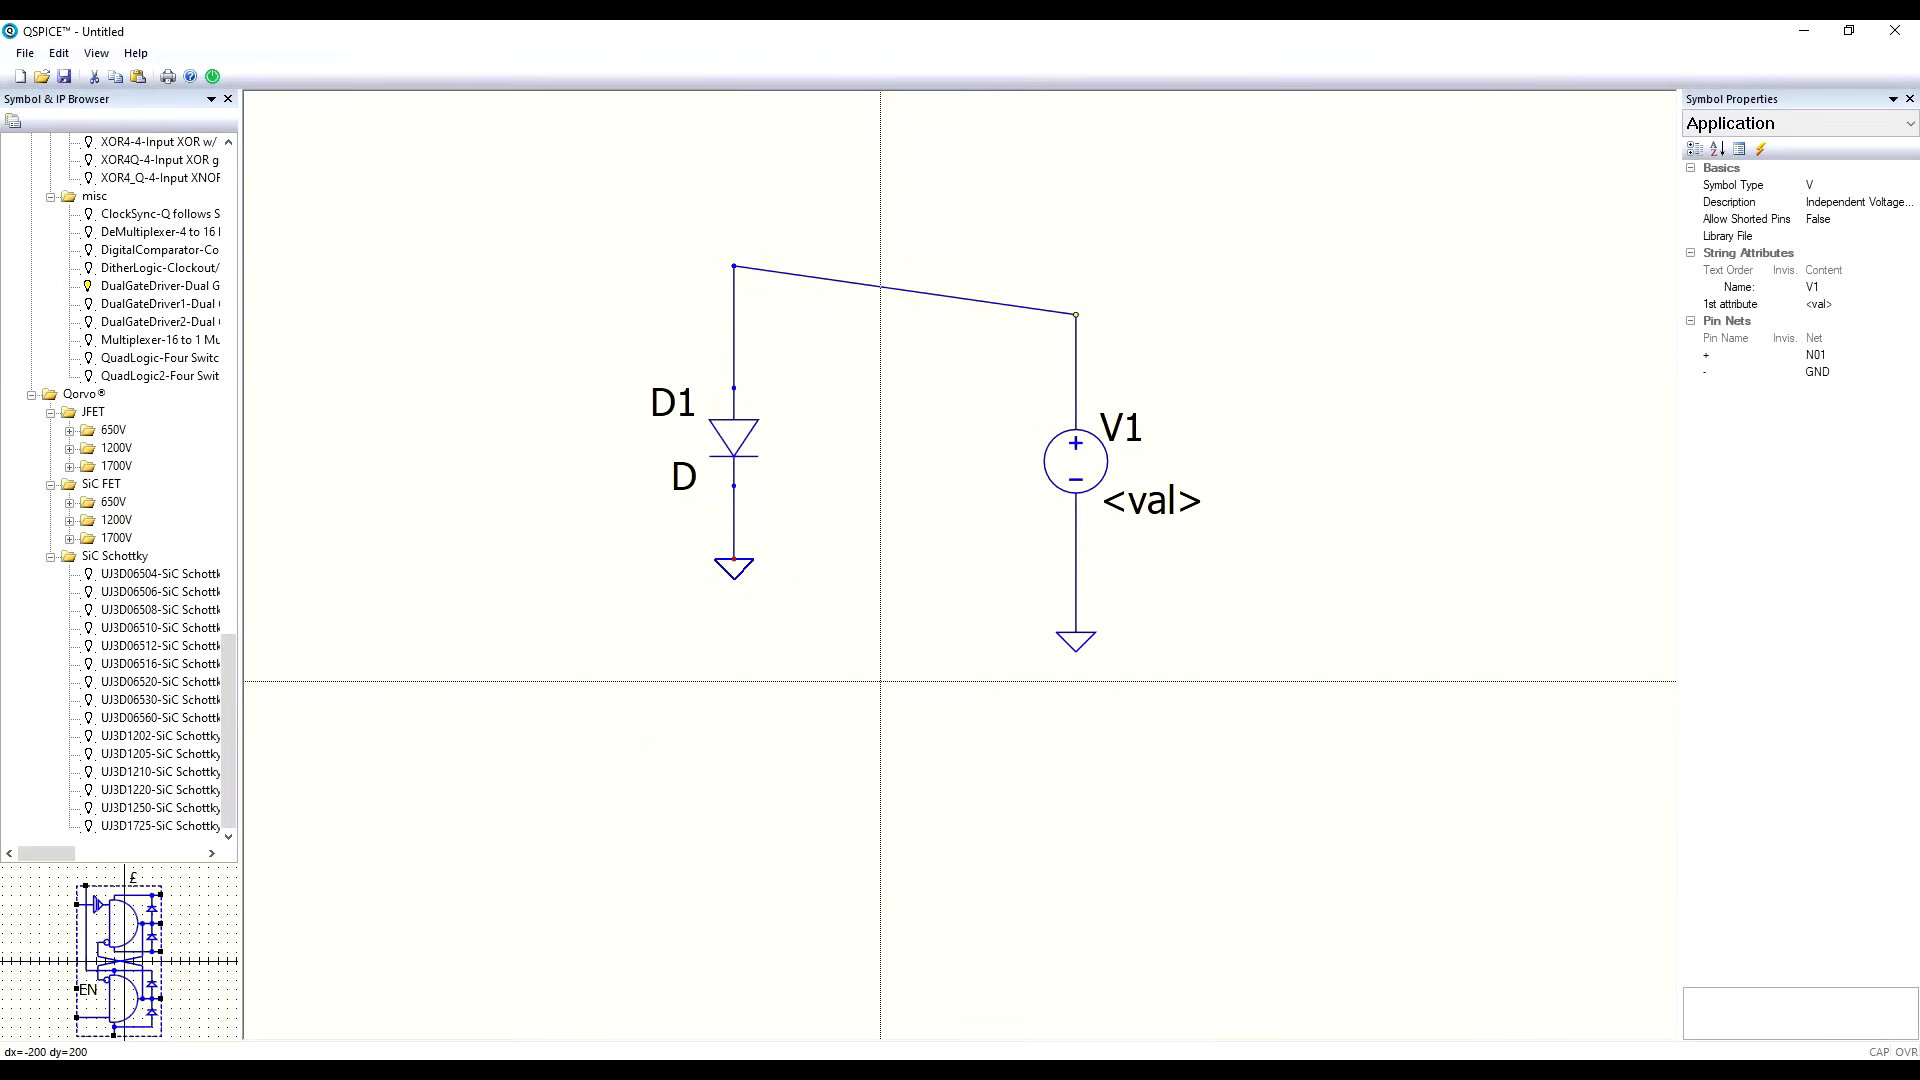 QSPICE™ - Untitled
File Edit View Help
Symbol & IP Browser
XOR4-4-Input XOR w/
XOR4Q-4-Input XOR g
XOR4_Q-4-Input XNOR
misc
ClockSync-Q follows S
DeMultiplexer-4 to 16
DigitalComparator-Co
DitherLogic-Clockout/
DualGateDriver-Dual G
DualGateDriver1-Dual
DualGateDriver2-Dual
Multiplexer-16 to 1 Mu
QuadLogic-Four Switc
QuadLogic2-Four Swit
Qorvo®
JFET
650V
1200V
1700V
SiC FET
650V
1200V
1700V
SiC Schottky
UJ3D06504-SiC Schottk
UJ3D06506-SiC Schottk
UJ3D06508-SiC Schottk
UJ3D06510-SiC Schottk
UJ3D06512-SiC Schottk
UJ3D06516-SiC Schottk
UJ3D06520-SiC Schottk
UJ3D06530-SiC Schottk
UJ3D06560-SiC Schottk
UJ3D1202-SiC Schottky
UJ3D1205-SiC Schottky
UJ3D1210-SiC Schottky
UJ3D1220-SiC Schottky
UJ3D1250-SiC Schottky
UJ3D1725-SiC Schottky
£
EN
dx=-200 dy=200
D1
D
V1
+
−
<val>
Symbol Properties
Application
Basics
Symbol Type V
Description Independent Voltage...
Allow Shorted Pins False
Library File
String Attributes
Text Order Invis. Content
Name: V1
1st attribute <val>
Pin Nets
Pin Name Invis. Net
+ N01
- GND
CAP OVR